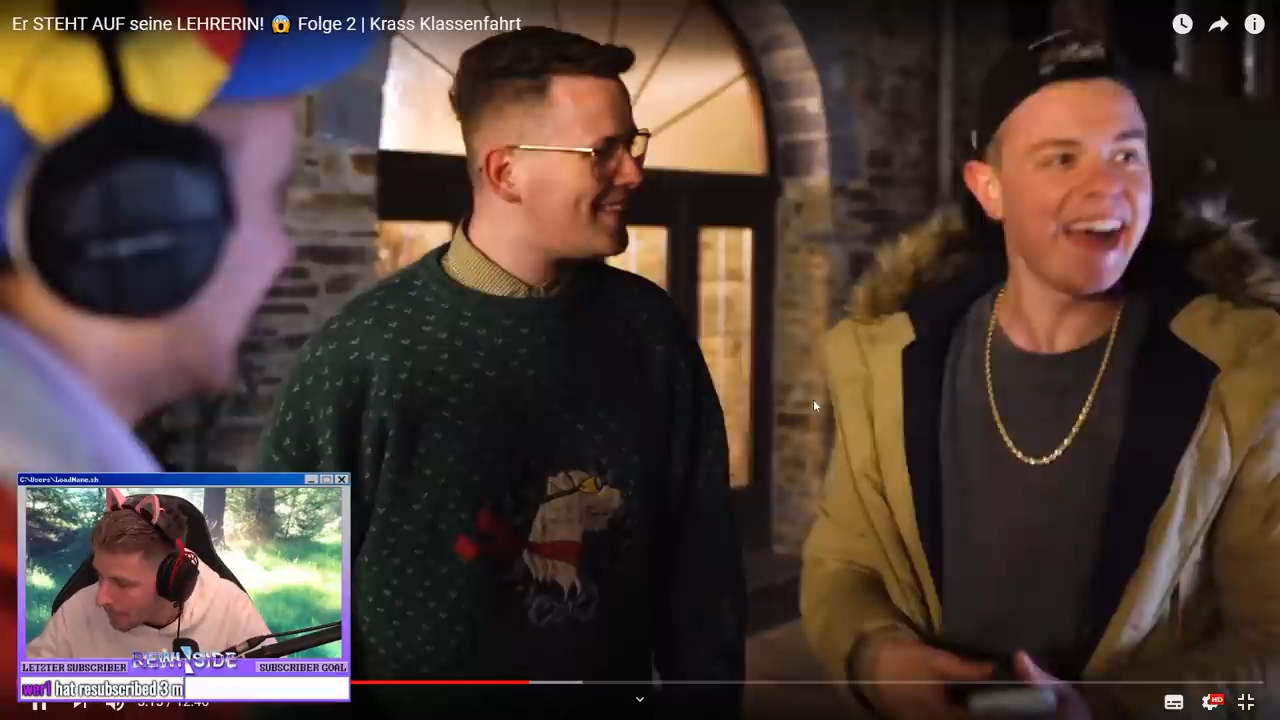 Er STEHT AUF seine LEHRERIN! 😱 Folge 2 | Krass Klassenfahrt
C:\Users\LoadName.sh
REWINSIDE
LETZTER SUBSCRIBER
SUBSCRIBER GOAL
wer1 hat resubscribed 3 m
HD